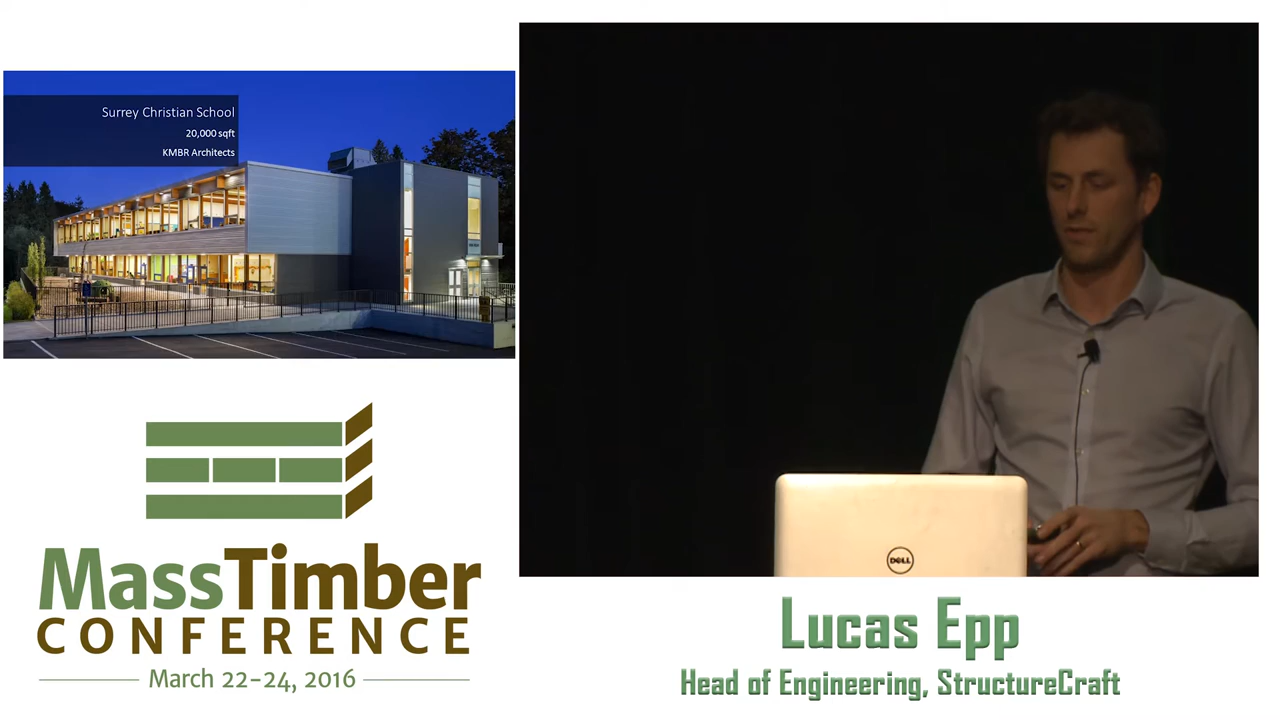 Surrey Christian School
20,000 sqft
KMBR Architects
MassTimber
CONFERENCE
March 22-24, 2016
DELL
Lucas Epp
Head of Engineering, StructureCraft